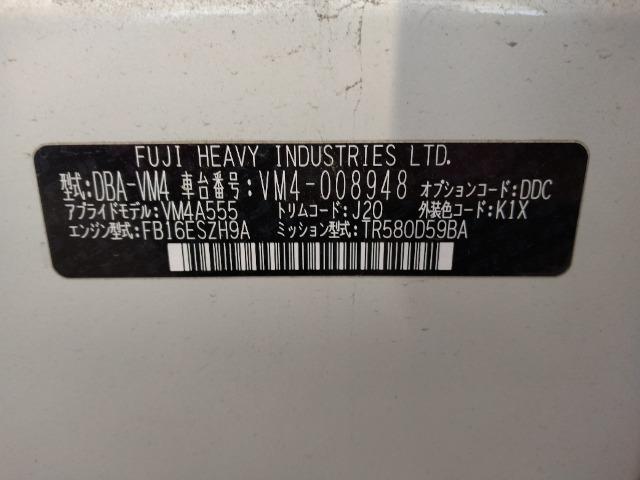 FUJI HEAVY INDUSTRIES LTD.
型式:DBA-VM4 車台番号:VM4-008948 オプションコード:DDC
アプライドモデル:VM4A555 トリムコード:J20 外装色コード:K1X
エンジン型式:FB16ESZH9A ミッション型式:TR580D59BA